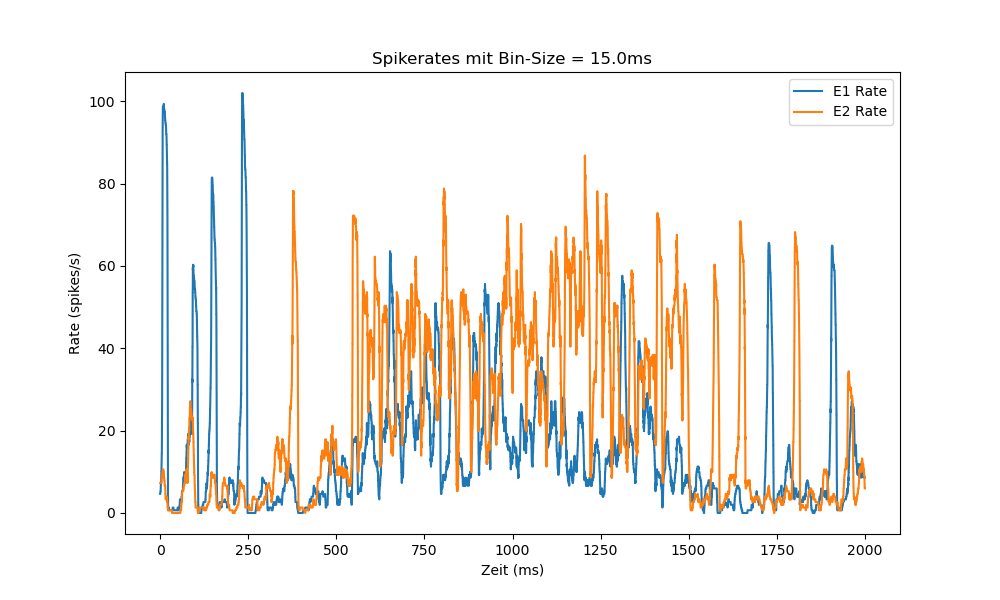 Spikerates mit Bin-Size = 15.0ms
E1 Rate
E2 Rate
100
80
60
40
20
0
Rate (spikes/s)
0 250 500 750 1000 1250 1500 1750 2000
Zeit (ms)